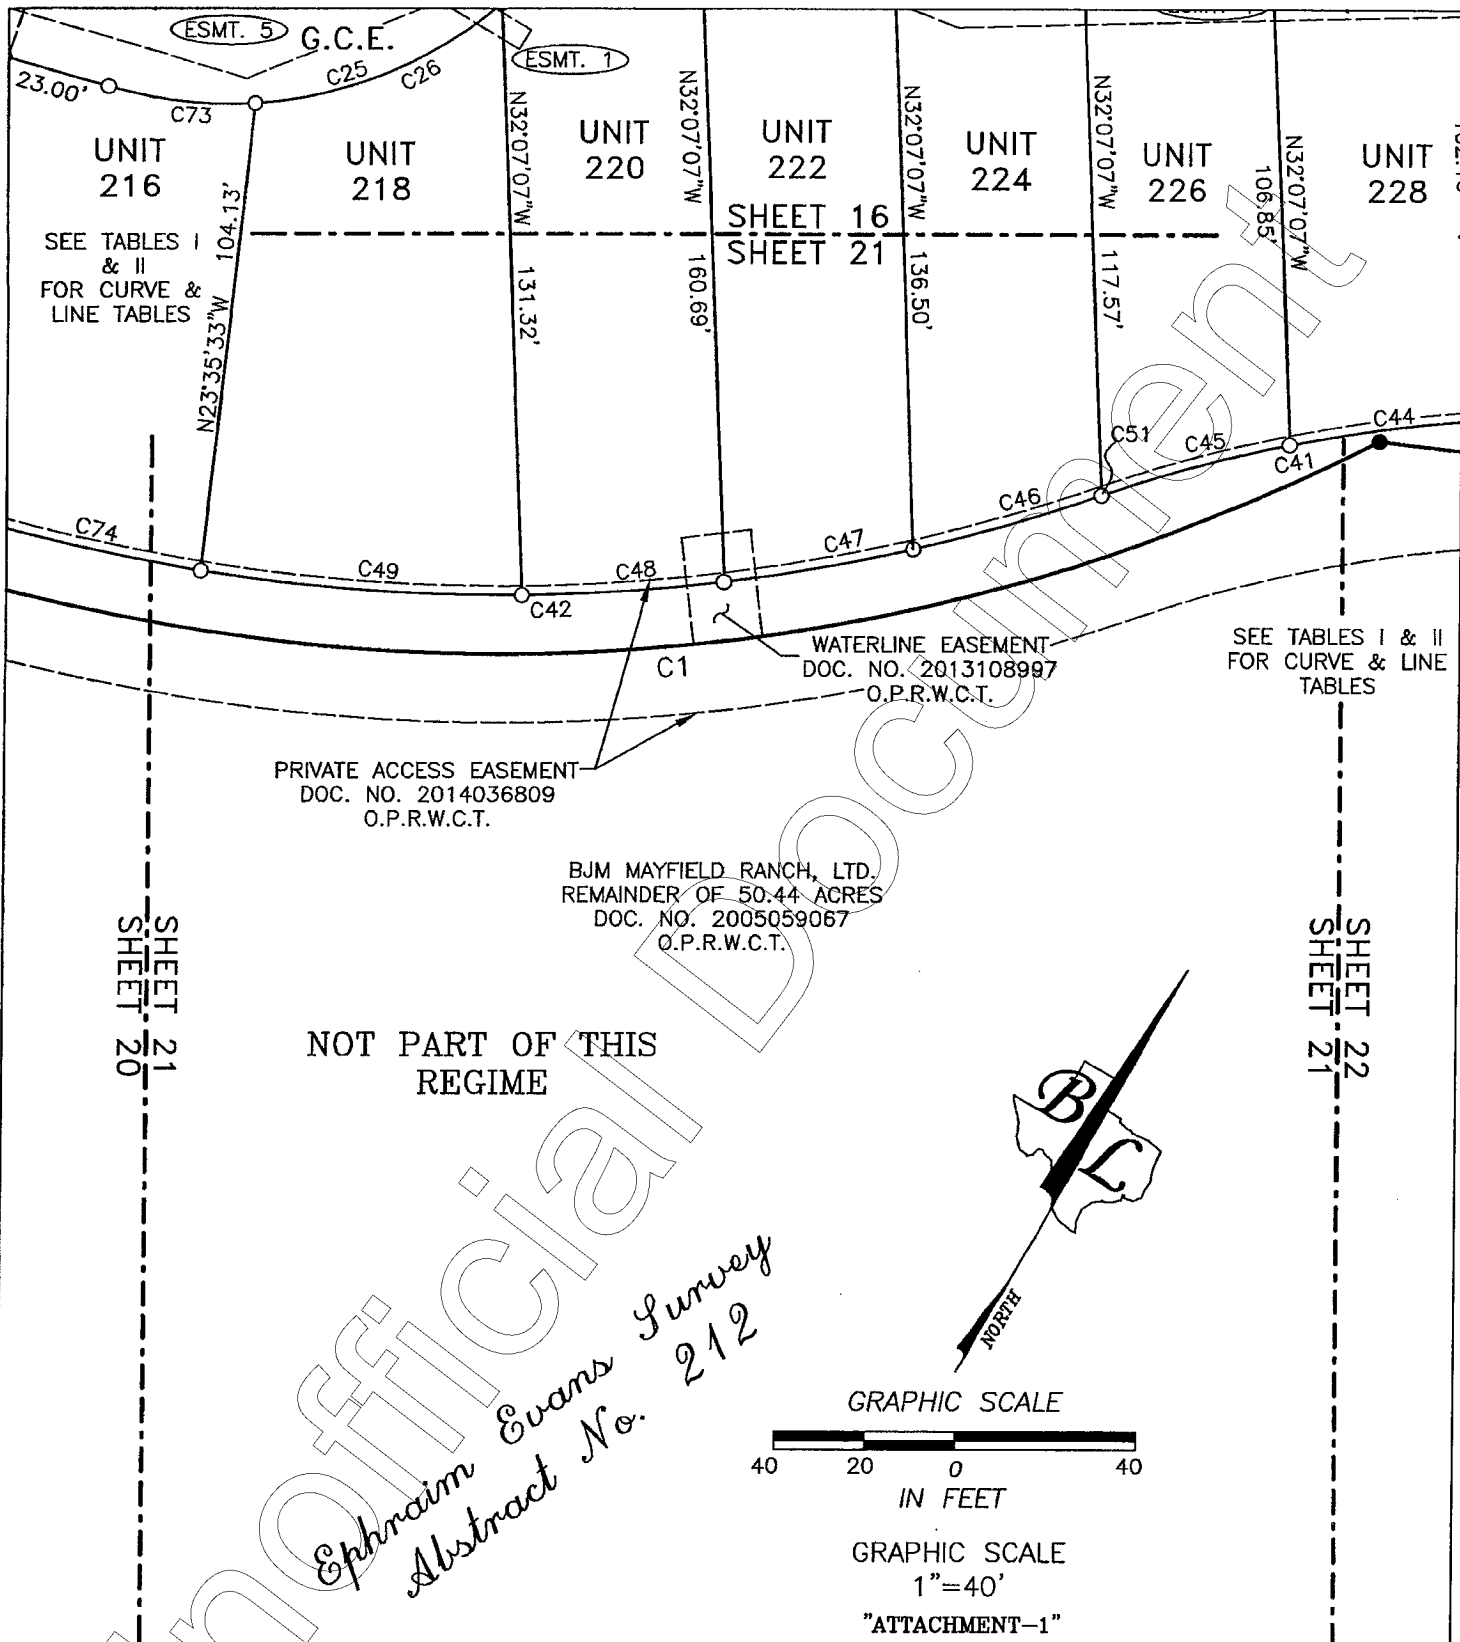 ESMT. 5
G.C.E.
ESMT. 1
23.00'
C73
C25
C26
UNIT
216
UNIT
218
UNIT
220
UNIT
222
UNIT
224
UNIT
226
UNIT
228
N32°07'07"W
131.32'
N32°07'07"W
160.69'
N32°07'07"W
136.50'
N32°07'07"W
117.57'
N32°07'07"W
106.85'
N23°35'33"W 104.13'
SHEET 16
SHEET 21
SEE TABLES I
& II
FOR CURVE &
LINE TABLES
C74
C49
C42
C48
C47
C46
C51
C45
C41
C44
C1
WATERLINE EASEMENT
DOC. NO. 2013108997
O.P.R.W.C.T.
SEE TABLES I & II
FOR CURVE & LINE
TABLES
PRIVATE ACCESS EASEMENT
DOC. NO. 2014036809
O.P.R.W.C.T.
BJM MAYFIELD RANCH, LTD.
REMAINDER OF 50.44 ACRES
DOC. NO. 2005059067
O.P.R.W.C.T.
SHEET 21
SHEET 20
SHEET 22
SHEET 21
NOT PART OF THIS
REGIME
B
L
NORTH
Ephraim Evans Survey
Abstract No. 212
GRAPHIC SCALE
40 20 0 40
IN FEET
GRAPHIC SCALE
1"=40'
"ATTACHMENT-1"
nofficial Document